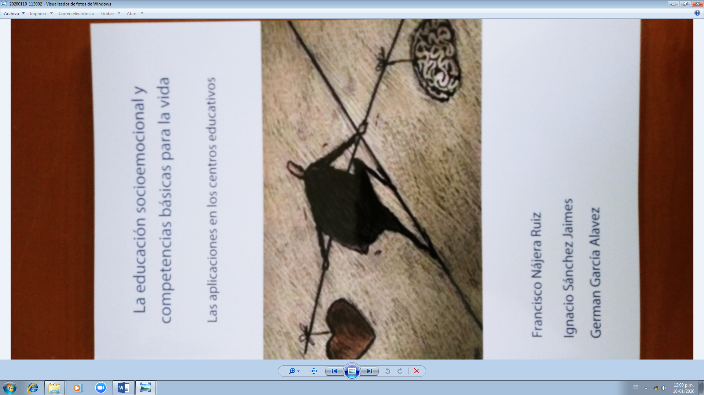 La educación socioemocional y
competencias básicas para la vida
Las aplicaciones en los centros educativos
Francisco Nájera Ruiz
Ignacio Sánchez Jaimes
German García Alavez